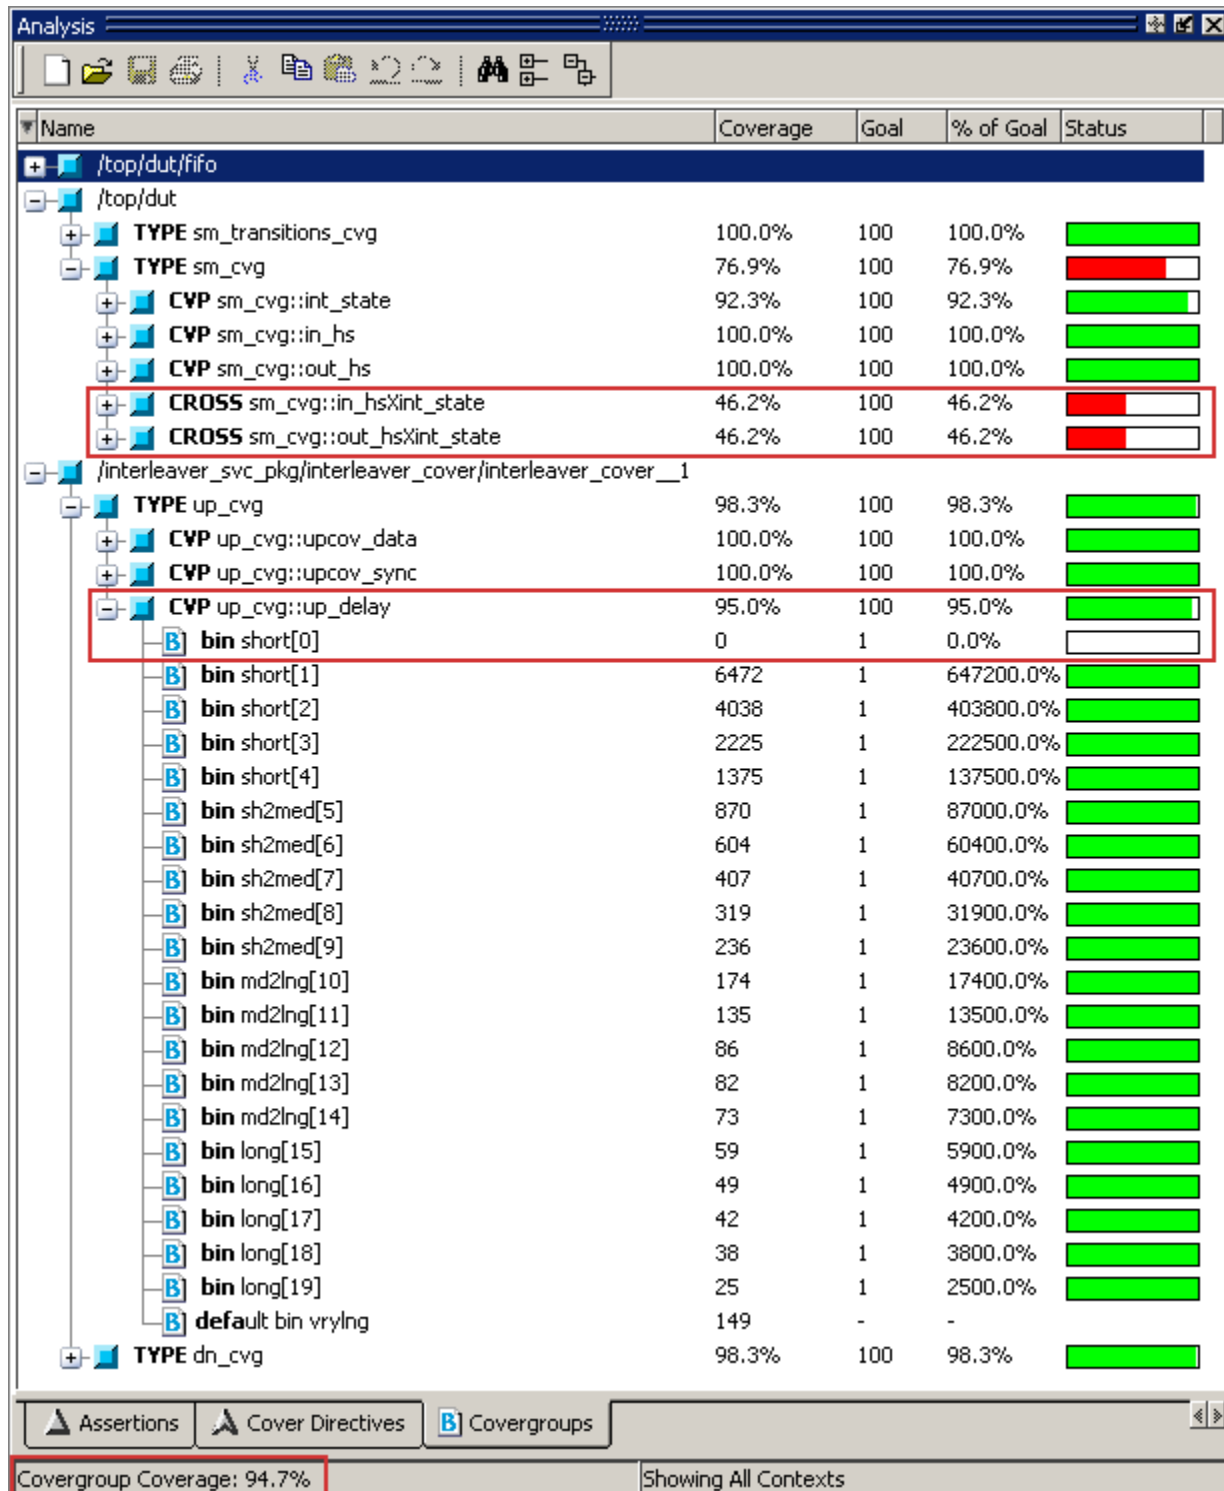 Analysis
Name Coverage Goal % of Goal Status
/top/dut/fifo
/top/dut
TYPE sm_transitions_cvg 100.0% 100 100.0%
TYPE sm_cvg 76.9% 100 76.9%
CVP sm_cvg::int_state 92.3% 100 92.3%
CVP sm_cvg::in_hs 100.0% 100 100.0%
CVP sm_cvg::out_hs 100.0% 100 100.0%
CROSS sm_cvg::in_hsXint_state 46.2% 100 46.2%
CROSS sm_cvg::out_hsXint_state 46.2% 100 46.2%
/interleaver_svc_pkg/interleaver_cover/interleaver_cover__1
TYPE up_cvg 98.3% 100 98.3%
CVP up_cvg::upcov_data 100.0% 100 100.0%
CVP up_cvg::upcov_sync 100.0% 100 100.0%
CVP up_cvg::up_delay 95.0% 100 95.0%
B bin short[0] 0 1 0.0%
B bin short[1] 6472 1 647200.0%
B bin short[2] 4038 1 403800.0%
B bin short[3] 2225 1 222500.0%
B bin short[4] 1375 1 137500.0%
B bin sh2med[5] 870 1 87000.0%
B bin sh2med[6] 604 1 60400.0%
B bin sh2med[7] 407 1 40700.0%
B bin sh2med[8] 319 1 31900.0%
B bin sh2med[9] 236 1 23600.0%
B bin md2lng[10] 174 1 17400.0%
B bin md2lng[11] 135 1 13500.0%
B bin md2lng[12] 86 1 8600.0%
B bin md2lng[13] 82 1 8200.0%
B bin md2lng[14] 73 1 7300.0%
B bin long[15] 59 1 5900.0%
B bin long[16] 49 1 4900.0%
B bin long[17] 42 1 4200.0%
B bin long[18] 38 1 3800.0%
B bin long[19] 25 1 2500.0%
B default bin vrylng 149 - -
TYPE dn_cvg 98.3% 100 98.3%
Assertions Cover Directives B Covergroups
Covergroup Coverage: 94.7% Showing All Contexts